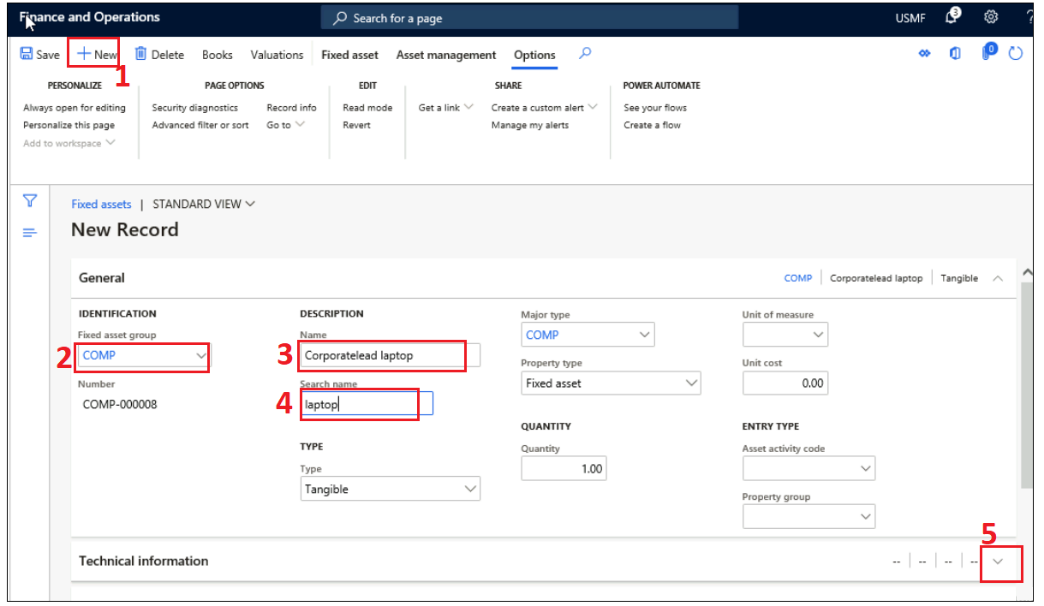 Finance and Operations
Search for a page
USMF
3
?
Save
New
Delete
Books
Valuations
Fixed asset
Asset management
Options
0
1
PERSONALIZE
PAGE OPTIONS
EDIT
SHARE
POWER AUTOMATE
Always open for editing
Security diagnostics
Record info
Read mode
Get a link
Create a custom alert
See your flows
Personalize this page
Advanced filter or sort
Go to
Revert
Manage my alerts
Create a flow
Add to workspace
Fixed assets | STANDARD VIEW
New Record
General
COMP
Corporatelead laptop
Tangible
IDENTIFICATION
Fixed asset group
2
COMP
Number
COMP-000008
DESCRIPTION
Name
3
Corporatelead laptop
Search name
4
laptop
TYPE
Type
Tangible
Major type
COMP
Property type
Fixed asset
QUANTITY
Quantity
1.00
Unit of measure
Unit cost
0.00
ENTRY TYPE
Asset activity code
Property group
5
Technical information
-- | -- | -- | --